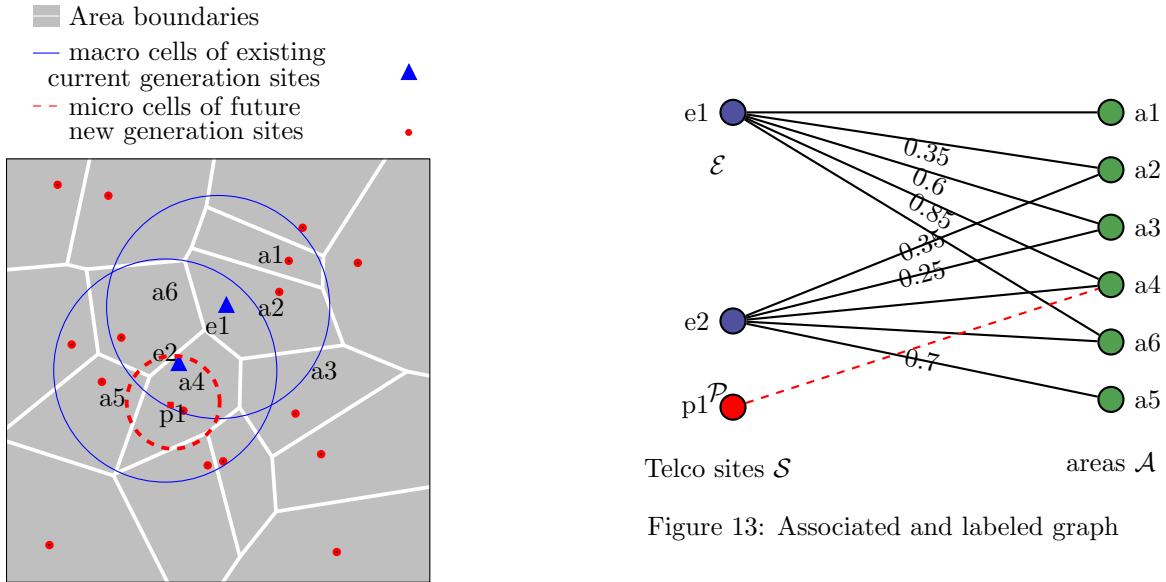 Area boundaries
macro cells of existing
current generation sites
micro cells of future
new generation sites
a1
a6
a2
e1
e2
a3
a4
a5
p1
e1
a1
0.35
ℰ
a2
0.6
0.85
a3
0.35
0.25
a4
e2
a6
0.7
p1
𝒫
a5
Telco sites 𝒮
areas 𝒜
Figure 13: Associated and labeled graph